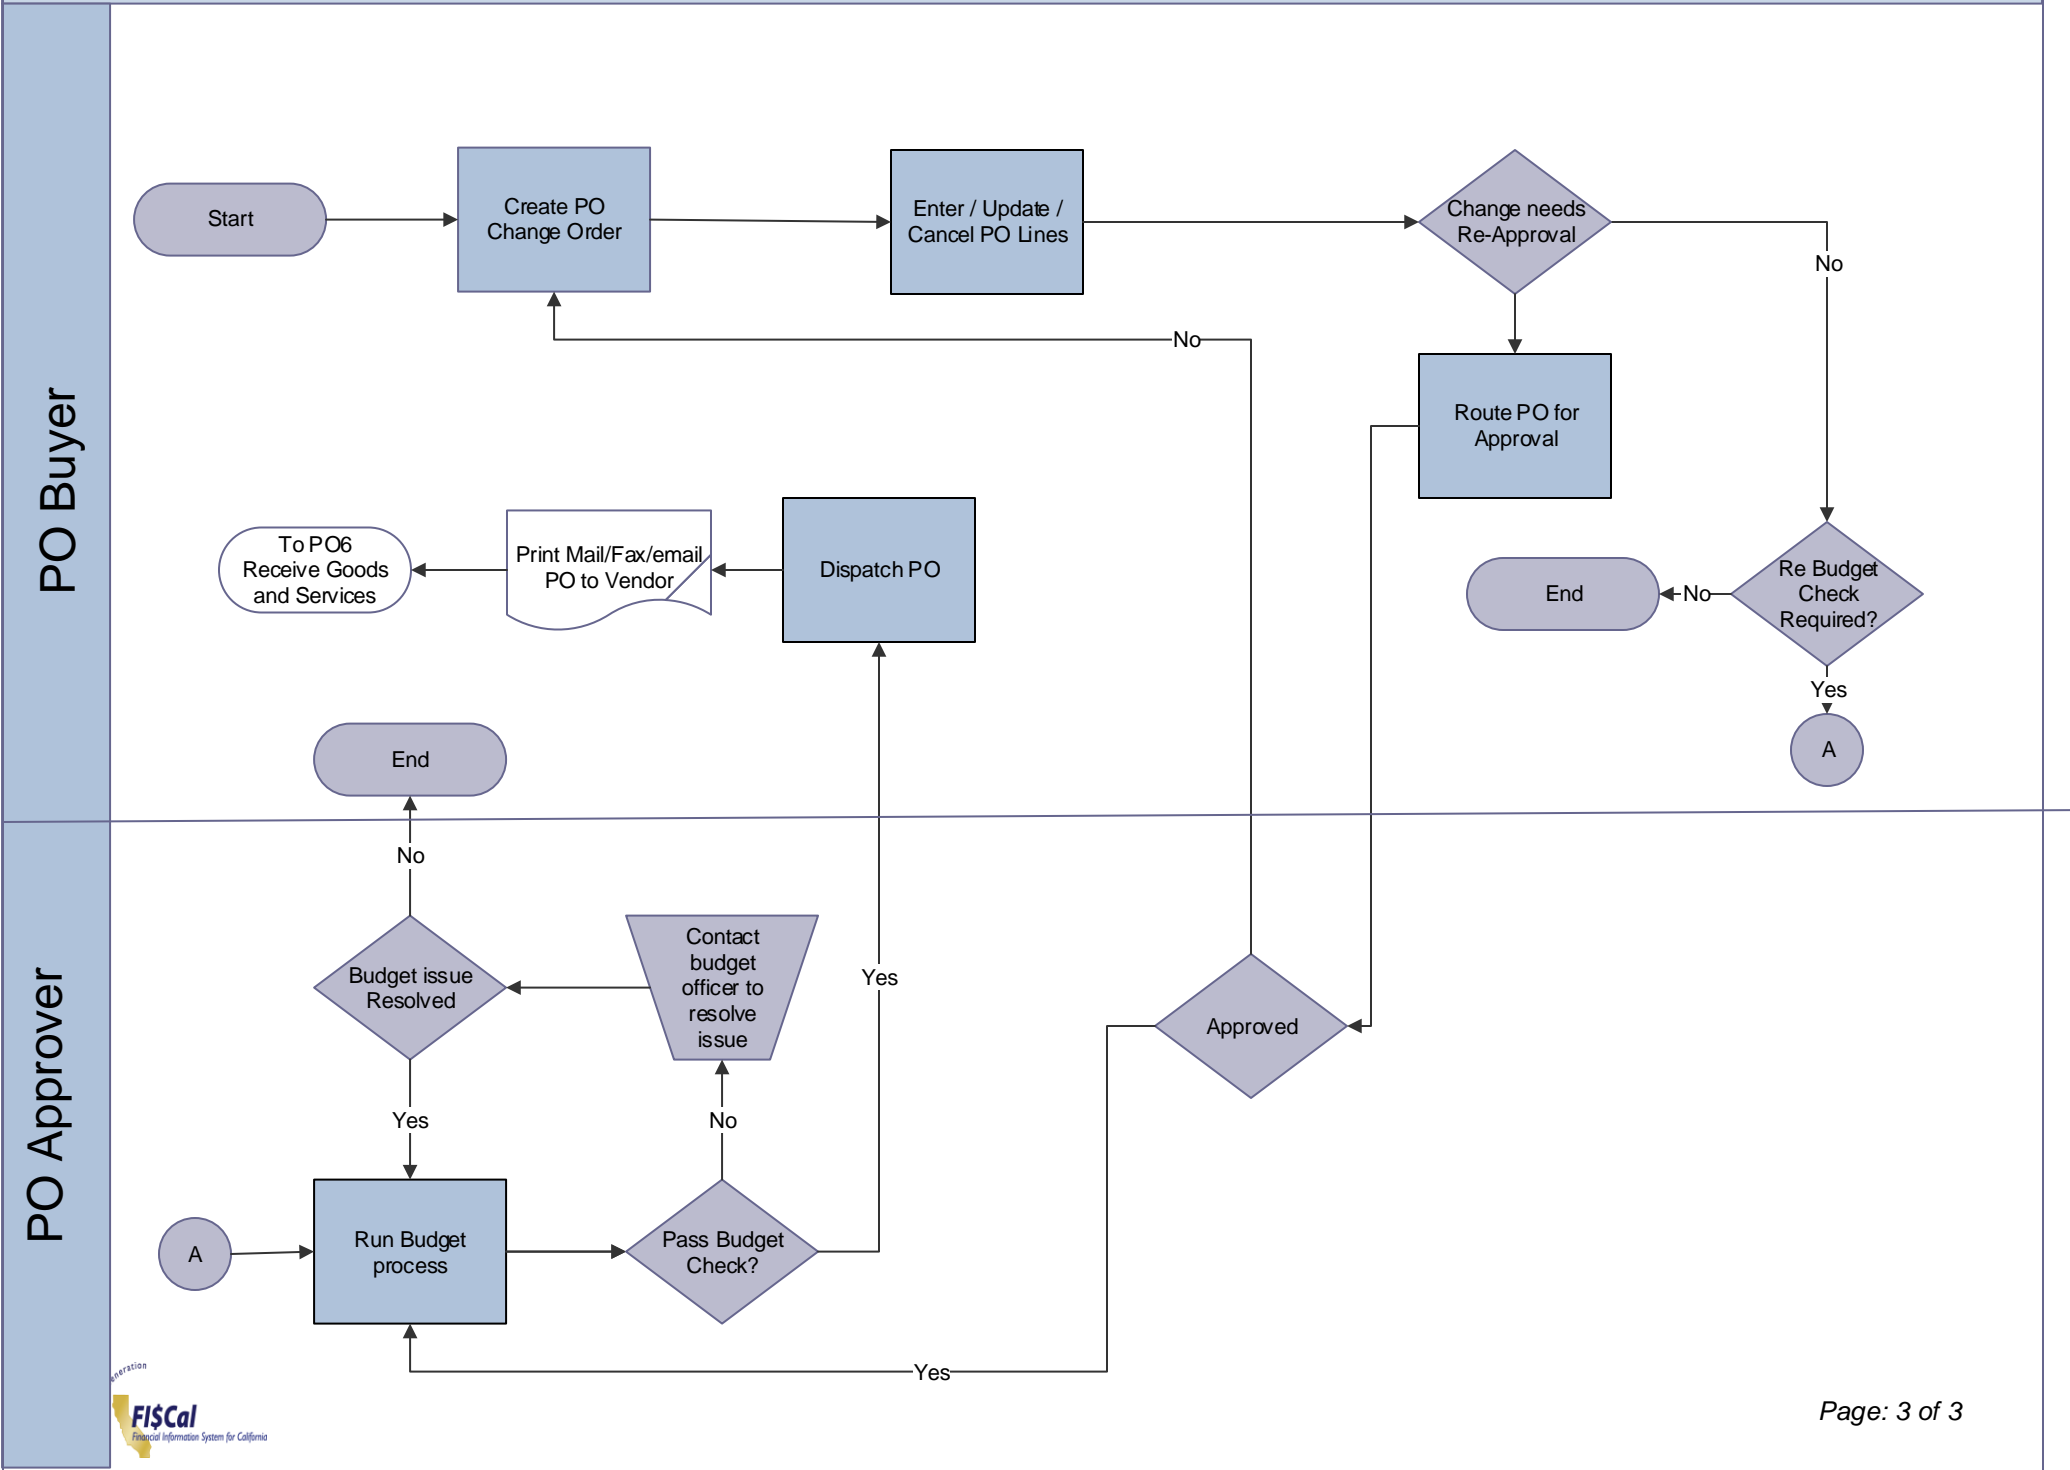 PO Buyer
Start
Create PO
Change Order
Enter / Update /
Cancel PO Lines
Change needs
Re-Approval
No
No
Route PO for
Approval
To PO6
Receive Goods
and Services
Print Mail/Fax/email
PO to Vendor
Dispatch PO
End
No
Re Budget
Check
Required?
Yes
A
End
PO Approver
No
Budget issue
Resolved
Contact
budget
officer to
resolve
issue
Yes
Approved
Yes
No
A
Run Budget
process
Pass Budget
Check?
Yes
FI$Cal
Financial Information System for California
Page: 3 of 3